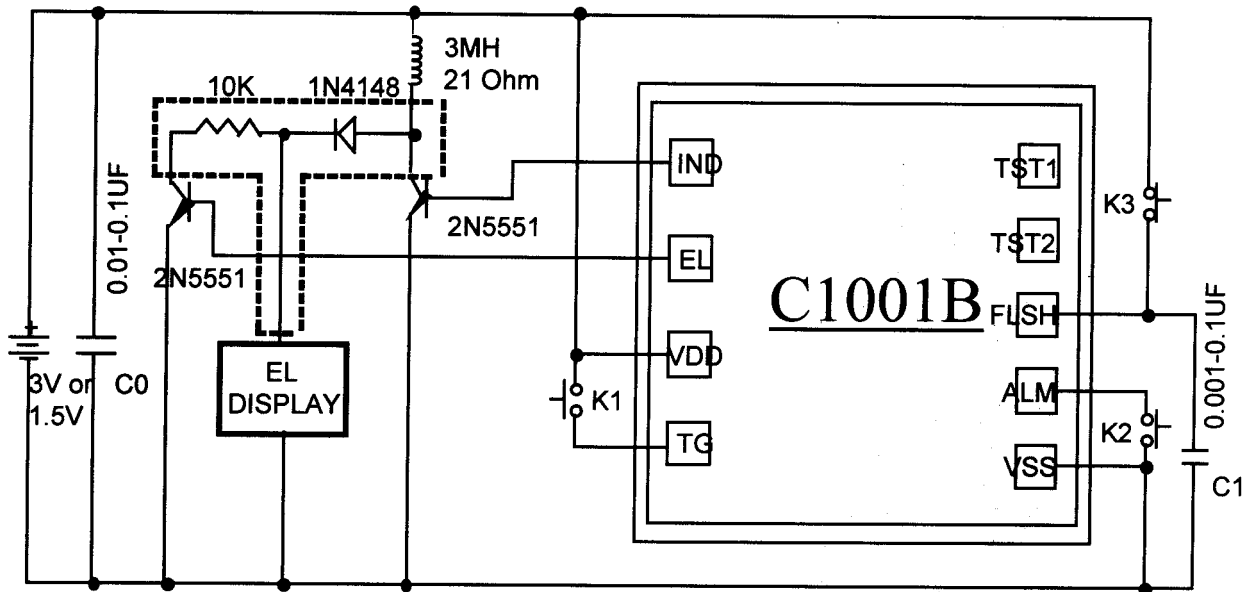 3MH
21 Ohm
10K
1N4148
0.01-0.1UF
2N5551
2N5551
3V or
1.5V
C0
EL
DISPLAY
K1
IND
EL
VDD
TG
C1001B
TST1
TST2
FLSH
ALM
VSS
K3
K2
0.001-0.1UF
C1